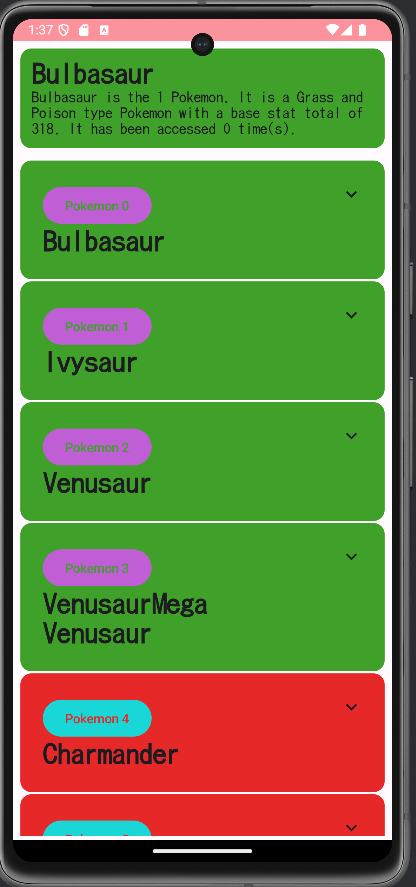 1:37
Bulbasaur
Bulbasaur is the 1 Pokemon. It is a Grass and
Poison type Pokemon with a base stat total of
318. It has been accessed 0 time(s).
Pokemon 0
Bulbasaur
Pokemon 1
Ivysaur
Pokemon 2
Venusaur
Pokemon 3
VenusaurMega
Venusaur
Pokemon 4
Charmander